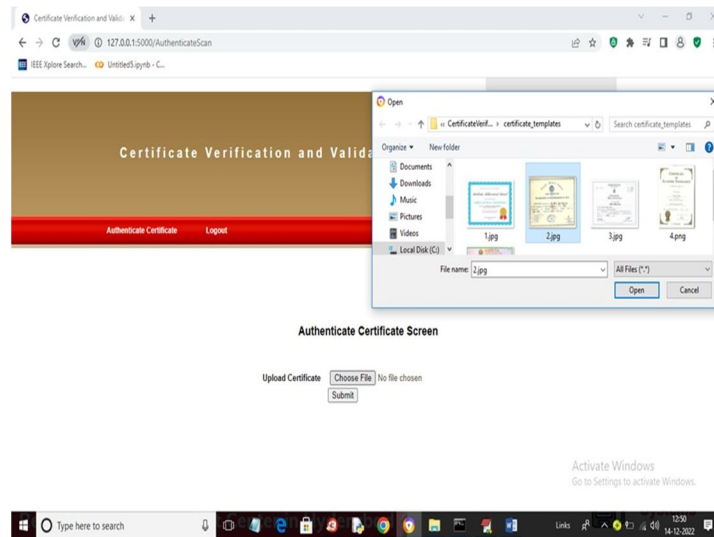 Certificate Verification and Valida
127.0.0.1:5000/AuthenticateScan
IEEE Xplore Search...
Untitled5.ipynb - C...
Certificate Verification and Valida
Authenticate Certificate Logout
Open
« CertificateVerif... › certificate_templates
Search certificate_templates
Organize
New folder
Documents
Downloads
Music
Pictures
Videos
Local Disk (C:)
1.jpg 2.jpg 3.jpg 4.png
File name: 2.jpg
All Files (*.*)
Open Cancel
Authenticate Certificate Screen
Upload Certificate Choose File No file chosen
Submit
Activate Windows
Go to Settings to activate Windows.
Type here to search
Links
12:50
14-12-2022